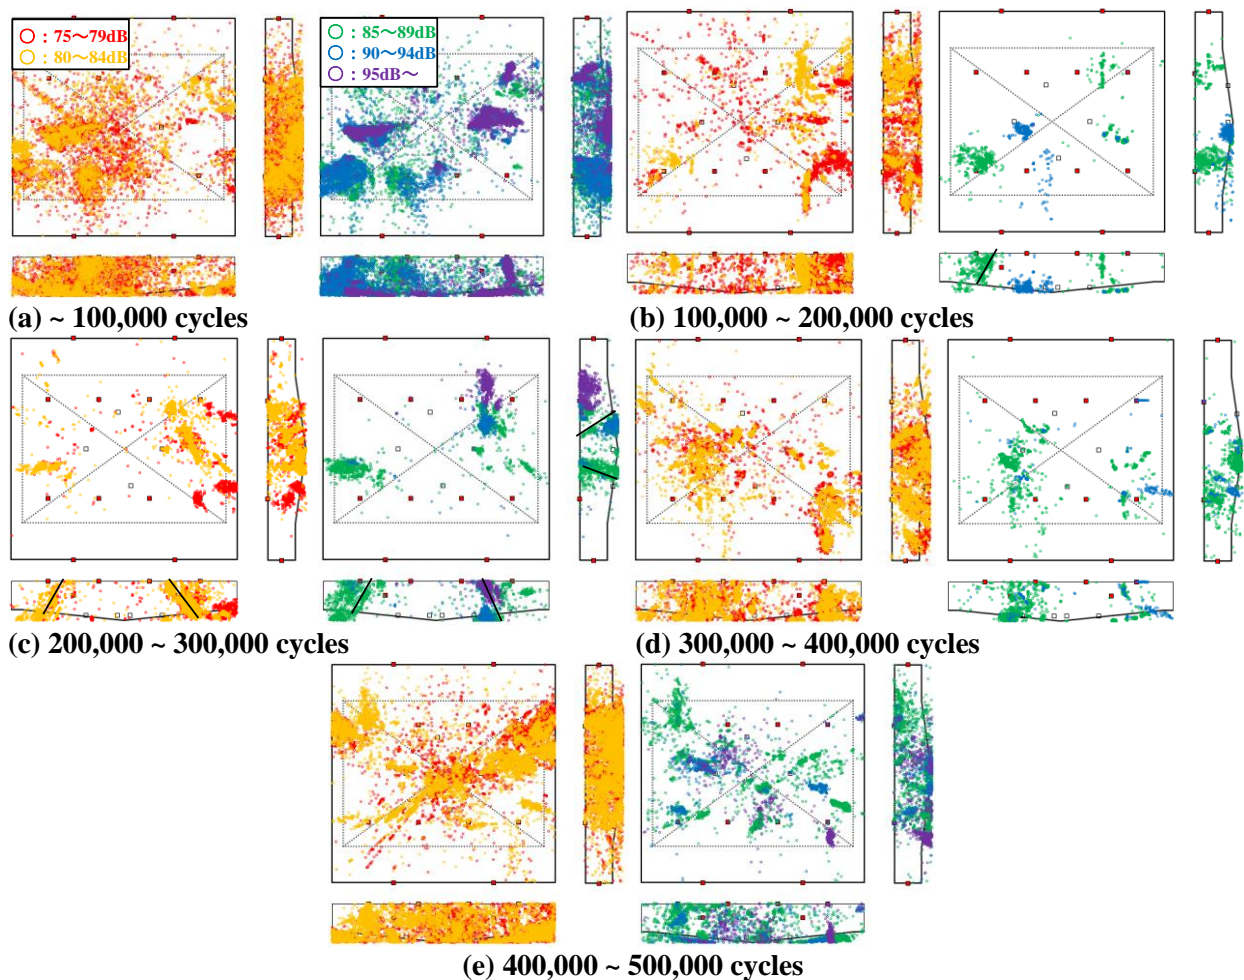 ○ : 75～79dB
○ : 80～84dB
○ : 85～89dB
○ : 90～94dB
○ : 95dB～
(a) ~ 100,000 cycles
(b) 100,000 ~ 200,000 cycles
(c) 200,000 ~ 300,000 cycles
(d) 300,000 ~ 400,000 cycles
(e) 400,000 ~ 500,000 cycles